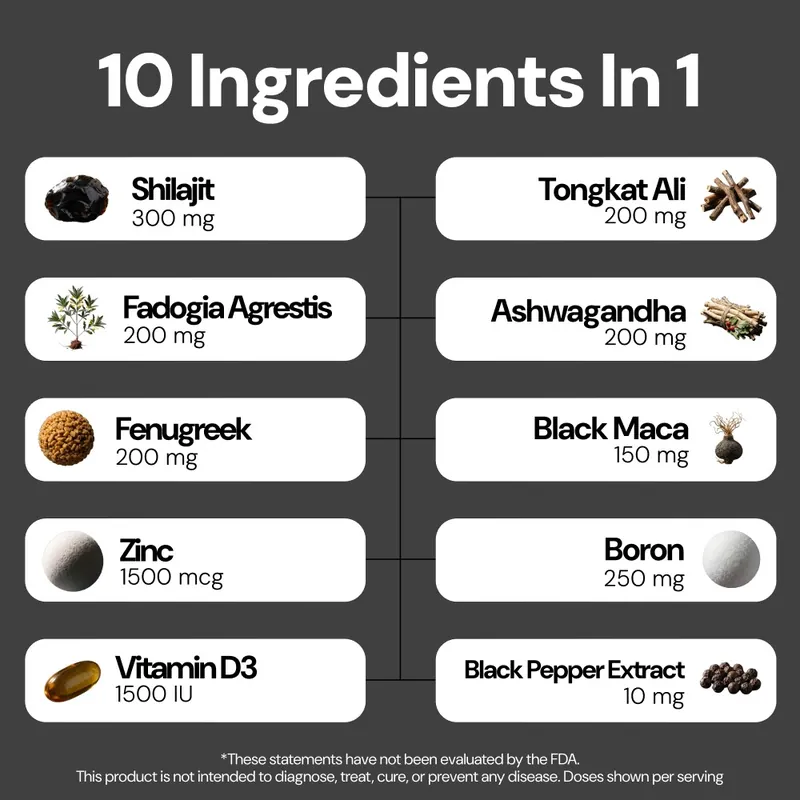 10 Ingredients In 1
Shilajit
300 mg
Tongkat Ali
200 mg
Fadogia Agrestis
200 mg
Ashwagandha
200 mg
Fenugreek
200 mg
Black Maca
150 mg
Zinc
1500 mcg
Boron
250 mg
Vitamin D3
1500 IU
Black Pepper Extract
10 mg
*These statements have not been evaluated by the FDA.
This product is not intended to diagnose, treat, cure, or prevent any disease. Doses shown per serving